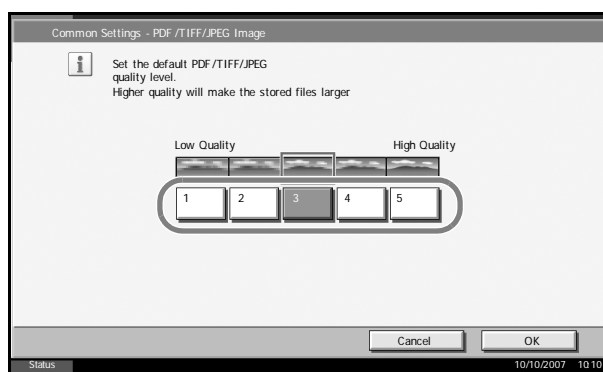 Common Settings - PDF/TIFF/JPEG Image
Set the default PDF/TIFF/JPEG
quality level.
Higher quality will make the stored files larger
Low Quality High Quality
1 2 3 4 5
Cancel OK
Status 10/10/2007 10:10